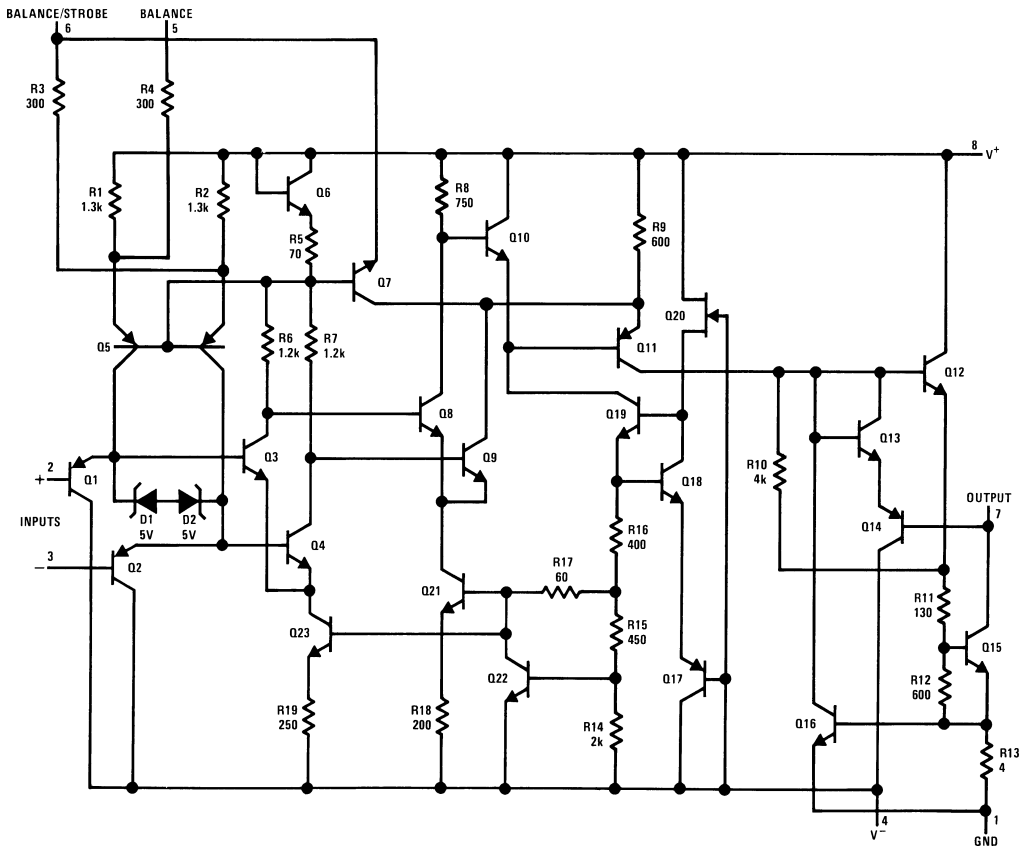 BALANCE/STROBE
6
BALANCE
5
R3
300
R4
300
8
V+
R1
1.3k
R2
1.3k
Q6
R8
750
Q10
R9
600
R5
70
Q7
Q20
Q5
R6
1.2k
R7
1.2k
Q11
Q12
Q8
Q19
Q13
Q3
Q9
2
+
Q1
Q18
R10
4k
INPUTS
D1
5V
D2
5V
OUTPUT
7
Q14
R16
400
3
–
Q2
Q4
R17
60
Q21
R11
130
Q23
R15
450
Q15
Q22
Q17
R12
600
R19
250
R18
200
R14
2k
Q16
R13
4
4
V–
1
GND